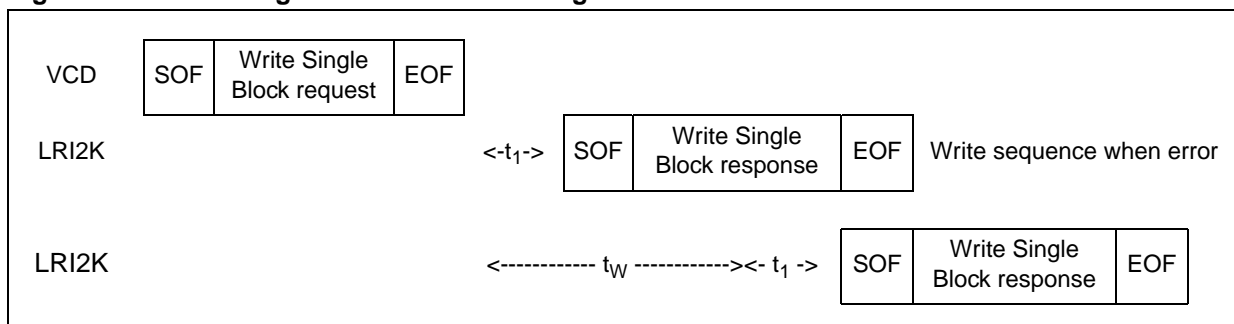 VCD SOF Write Single Block request EOF
LRI2K <-t1-> SOF Write Single Block response EOF Write sequence when error
LRI2K <------------ tW ------------><- t1 -> SOF Write Single Block response EOF